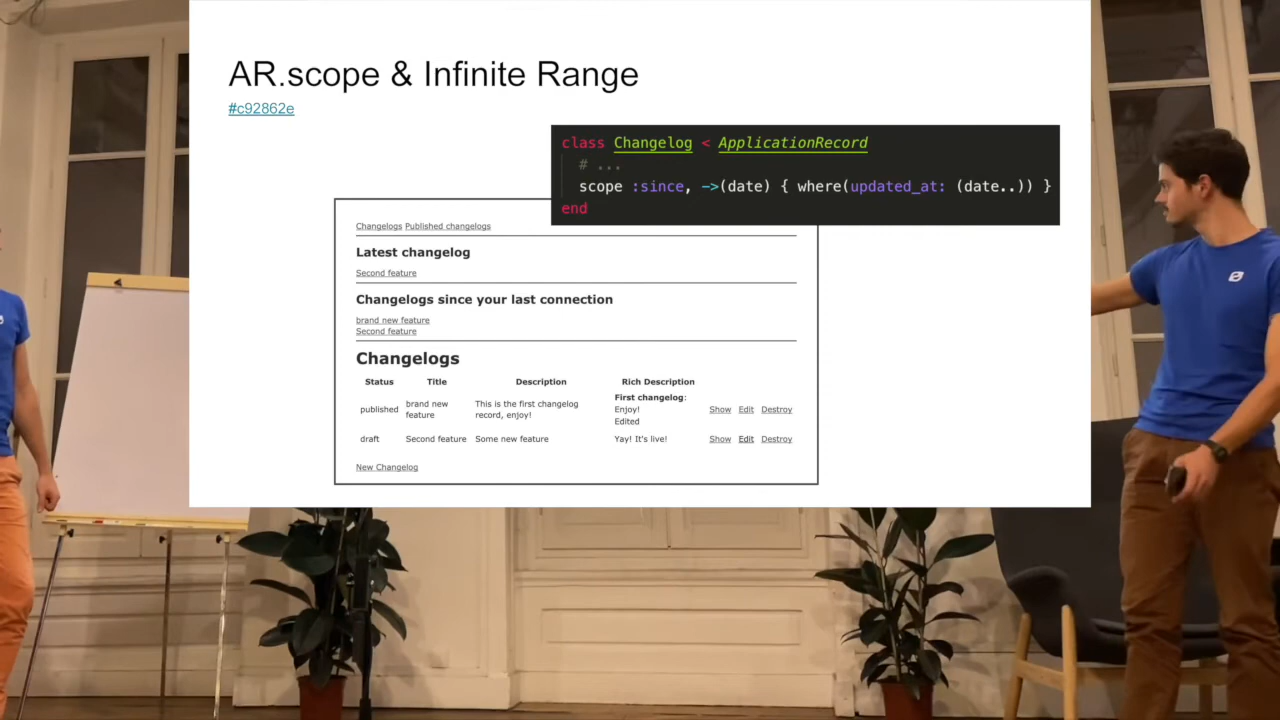 AR.scope & Infinite Range
#c92862e
class Changelog < ApplicationRecord
# ...
scope :since, ->(date) { where(updated_at: (date..)) }
end
Changelogs Published changelogs
Latest changelog
Second feature
Changelogs since your last connection
brand new feature
Second feature
Changelogs
Status Title Description Rich Description
published brand new feature This is the first changelog record, enjoy! First changelog: Enjoy! Edited Show Edit Destroy
draft Second feature Some new feature Yay! It's live! Show Edit Destroy
New Changelog